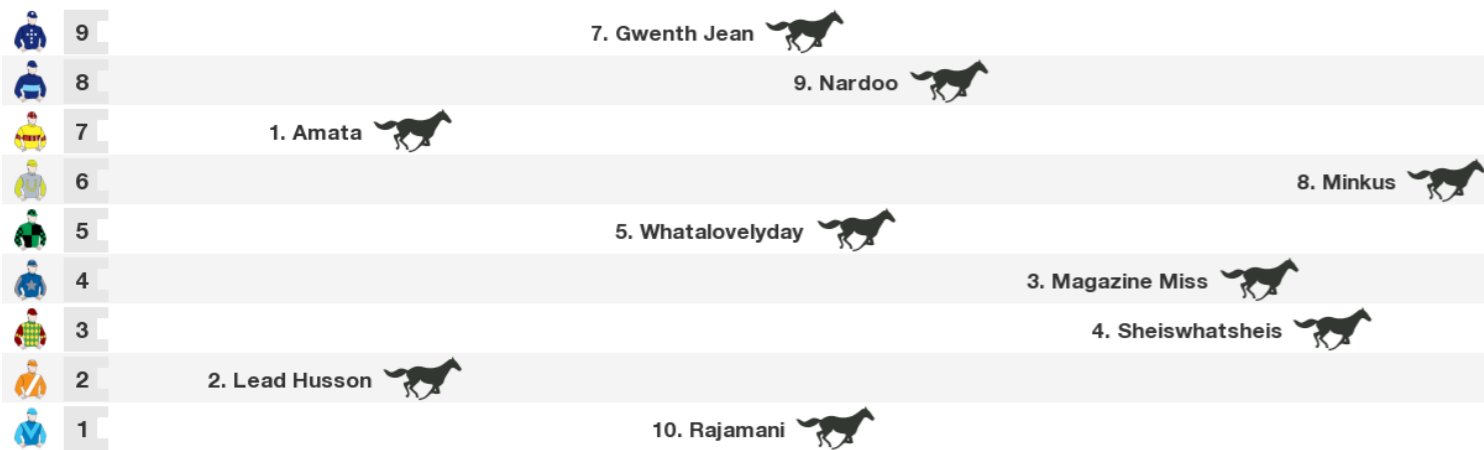 9 7. Gwenth Jean
8 9. Nardoo
7 1. Amata
6 8. Minkus
5 5. Whatalovelyday
4 3. Magazine Miss
3 4. Sheiswhatsheis
2 2. Lead Husson
1 10. Rajamani